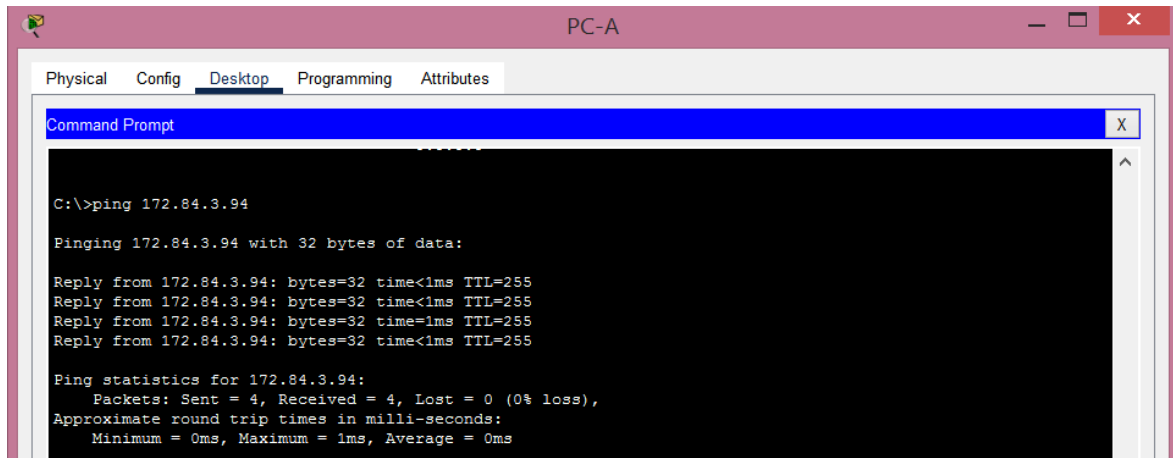 PC-A
Physical Config Desktop Programming Attributes
Command Prompt
X
C:\>ping 172.84.3.94
Pinging 172.84.3.94 with 32 bytes of data:
Reply from 172.84.3.94: bytes=32 time<1ms TTL=255
Reply from 172.84.3.94: bytes=32 time<1ms TTL=255
Reply from 172.84.3.94: bytes=32 time=1ms TTL=255
Reply from 172.84.3.94: bytes=32 time<1ms TTL=255
Ping statistics for 172.84.3.94:
Packets: Sent = 4, Received = 4, Lost = 0 (0% loss),
Approximate round trip times in milli-seconds:
Minimum = 0ms, Maximum = 1ms, Average = 0ms